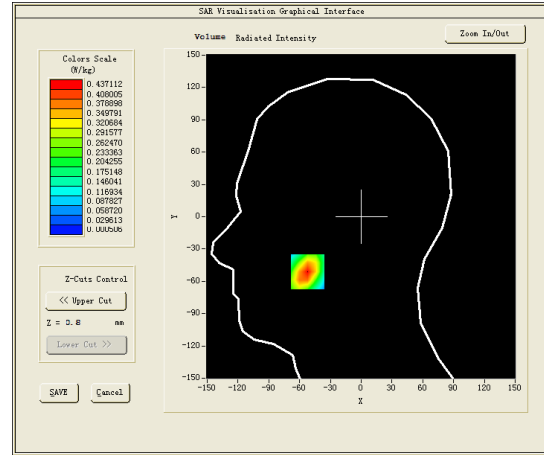 SAR Visualisation Graphical Interface
Volume Radiated Intensity
Zoom In/Out
Colors Scale
(W/kg)
0.437112
0.408005
0.378898
0.349791
0.320684
0.291577
0.262470
0.233363
0.204255
0.175148
0.146041
0.116934
0.087827
0.058720
0.029613
0.000506
Z-Cuts Control
<< Upper Cut
Z = 0.8 mm
Lower Cut >>
SAVE
Cancel
150
120
90
60
30
0
-30
-60
-90
-120
-150
Y
-150 -120 -90 -60 -30 0 30 60 90 120 150
X